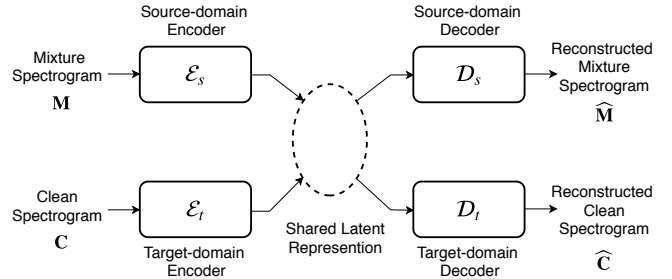 Source-domain
Encoder
Source-domain
Decoder
Mixture
Spectrogram
M
ℰₛ
𝒟ₛ
Reconstructed
Mixture
Spectrogram
M̂
Clean
Spectrogram
C
ℰₜ
Shared Latent
Represention
𝒟ₜ
Reconstructed
Clean
Spectrogram
Ĉ
Target-domain
Encoder
Target-domain
Decoder